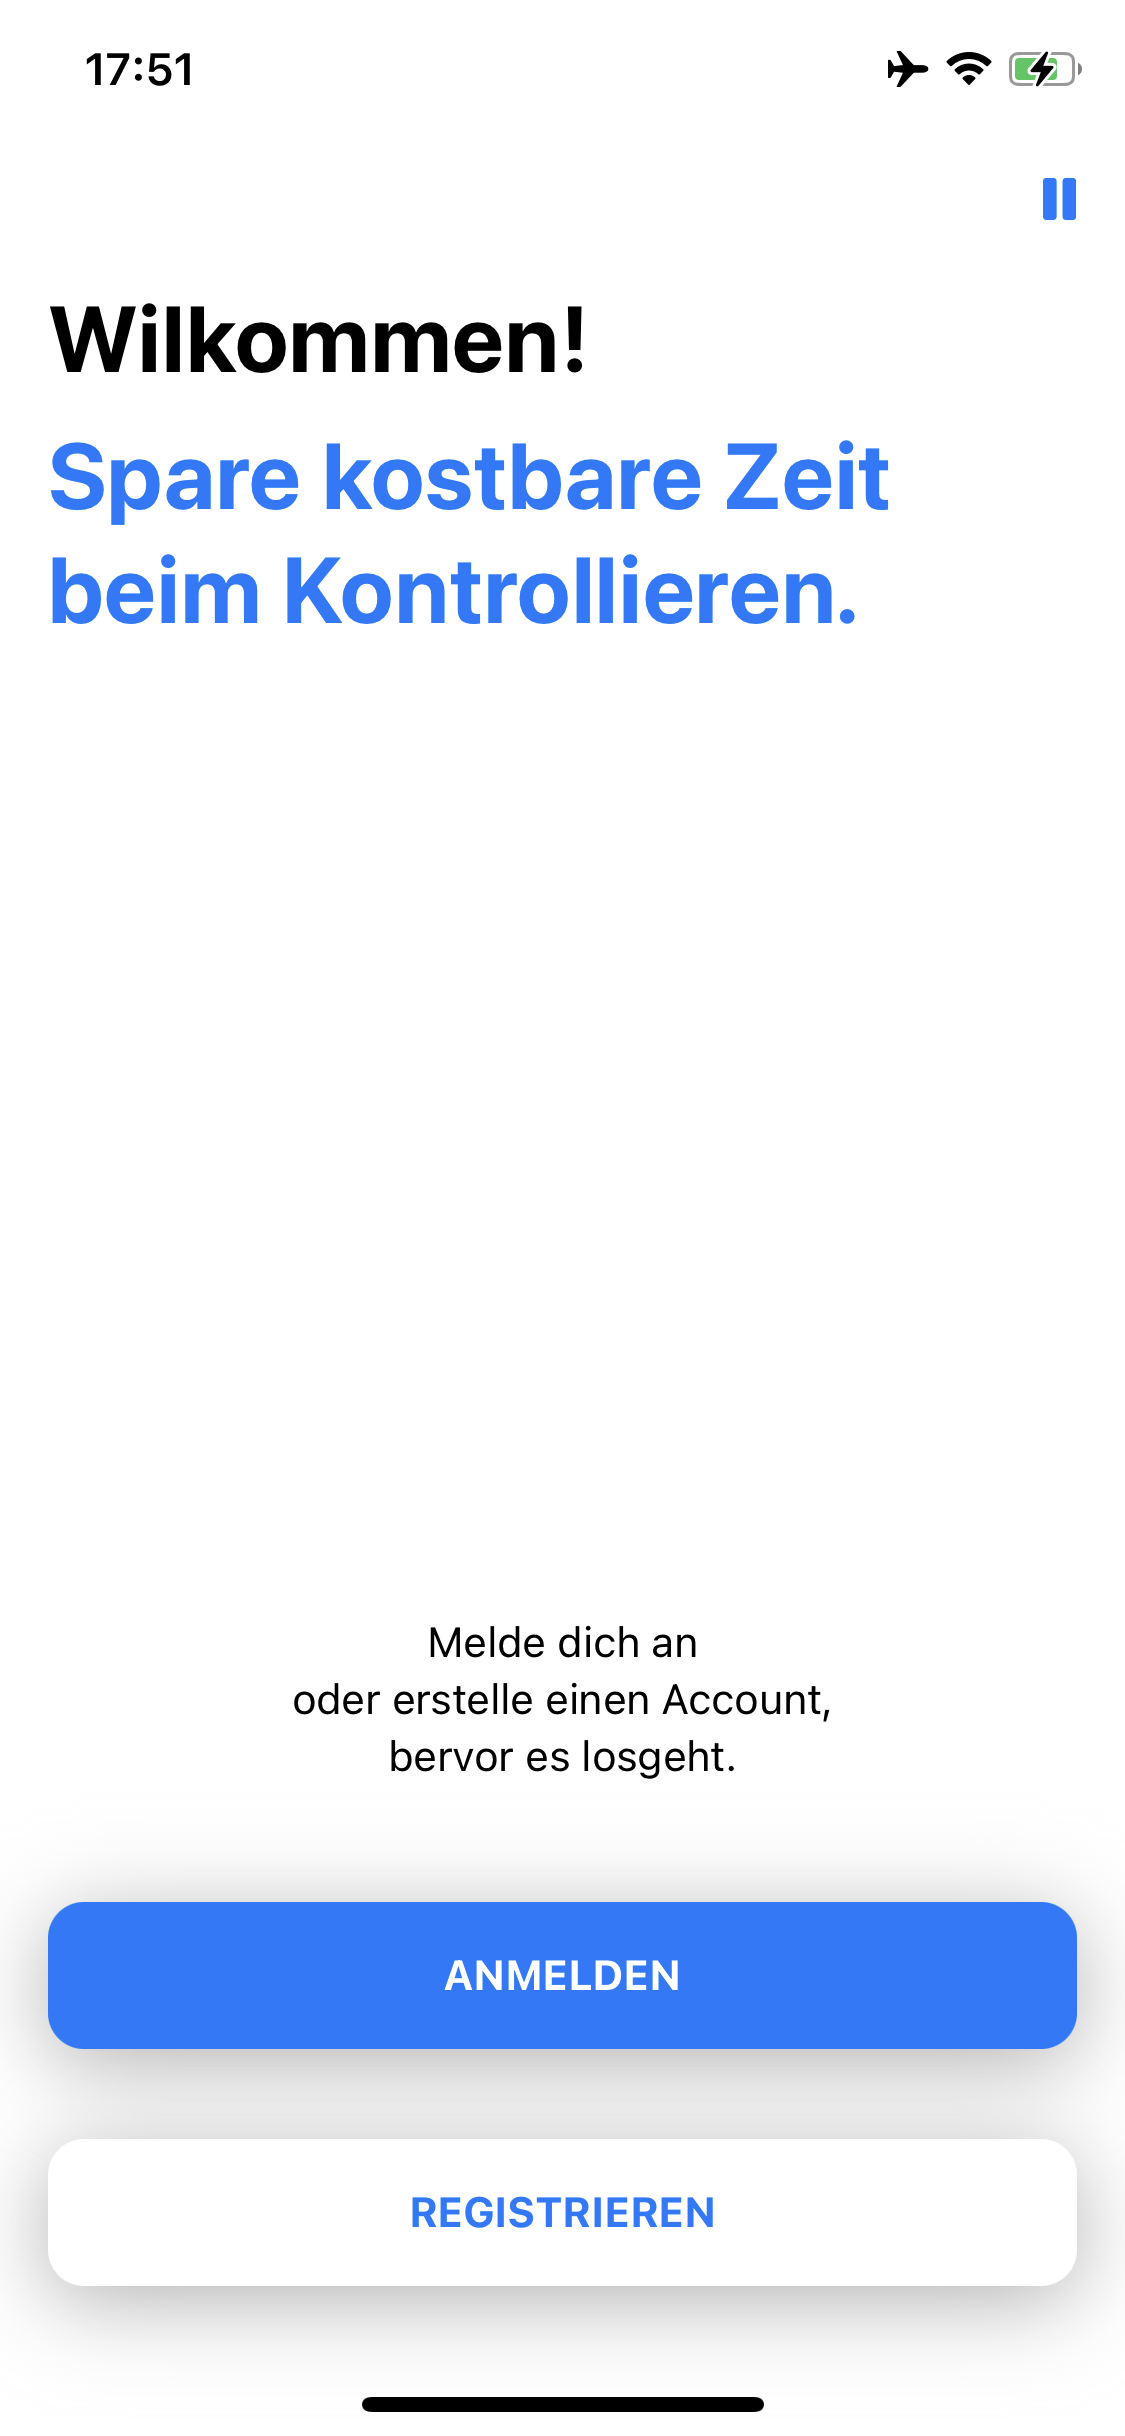 17:51
Wilkommen!
Spare kostbare Zeit
beim Kontrollieren.
Melde dich an
oder erstelle einen Account,
bervor es losgeht.
ANMELDEN
REGISTRIEREN